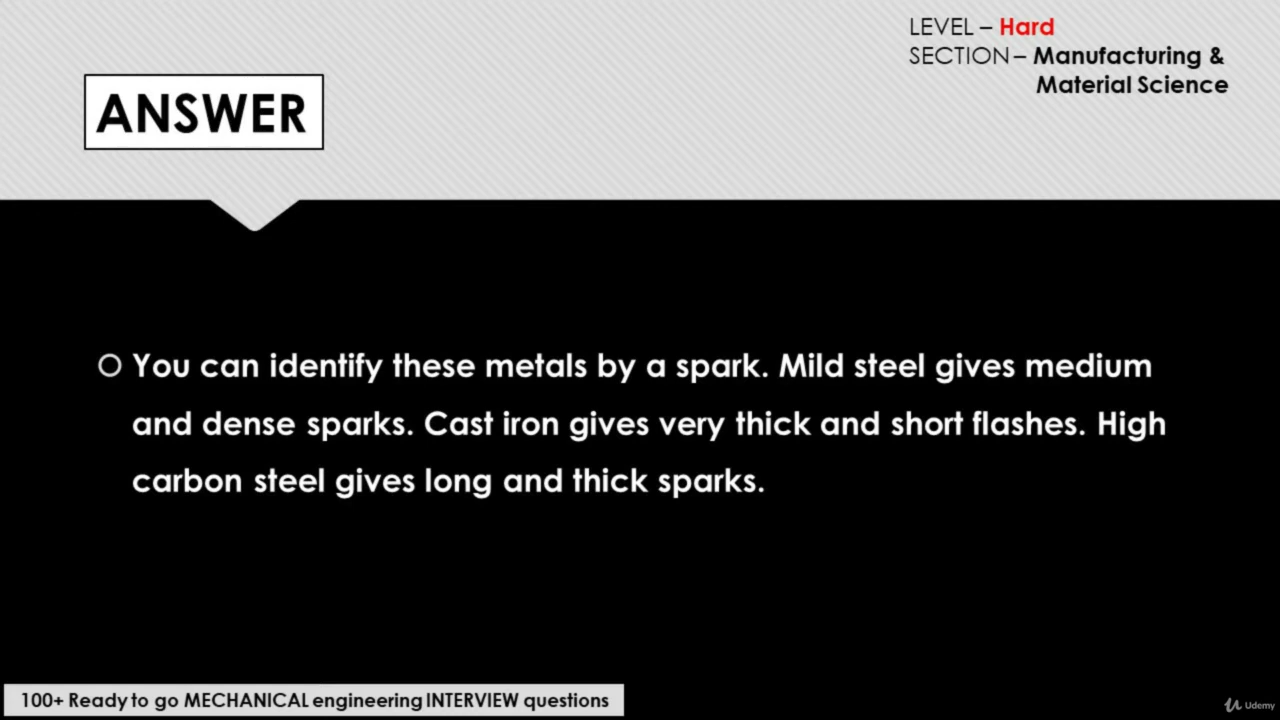 LEVEL – Hard
SECTION – Manufacturing &
Material Science
ANSWER
You can identify these metals by a spark. Mild steel gives medium
and dense sparks. Cast iron gives very thick and short flashes. High
carbon steel gives long and thick sparks.
100+ Ready to go MECHANICAL engineering INTERVIEW questions
Udemy